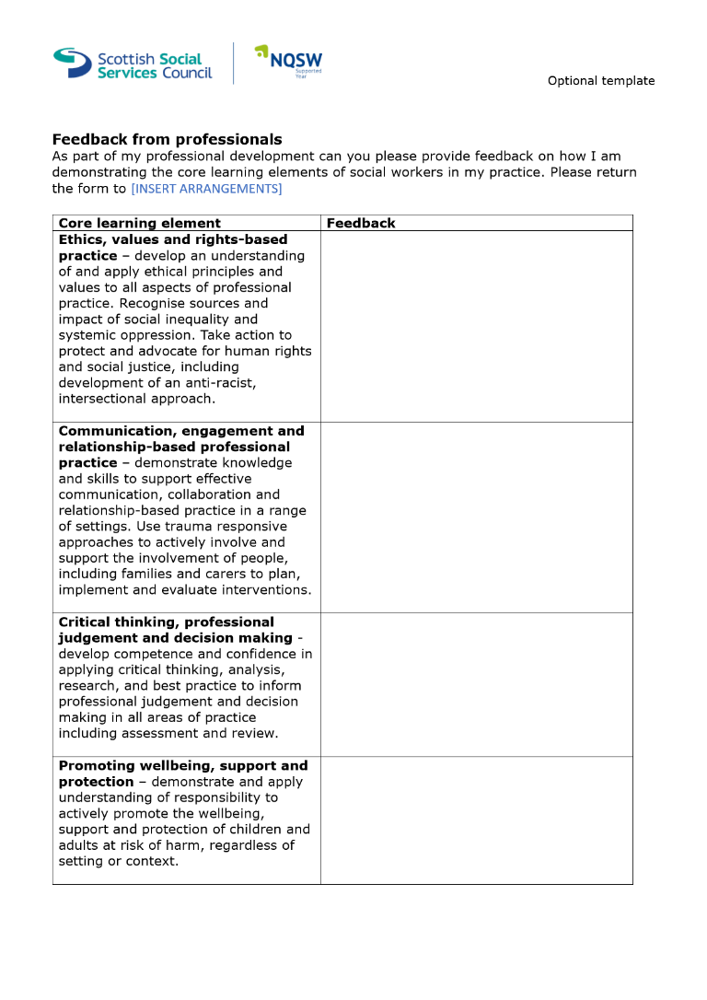 Scottish Social
Services Council
NQSW
Supported
Year
Optional template
Feedback from professionals
As part of my professional development can you please provide feedback on how I am
demonstrating the core learning elements of social workers in my practice. Please return
the form to [INSERT ARRANGEMENTS]
Core learning element
Feedback
Ethics, values and rights-based
practice – develop an understanding
of and apply ethical principles and
values to all aspects of professional
practice. Recognise sources and
impact of social inequality and
systemic oppression. Take action to
protect and advocate for human rights
and social justice, including
development of an anti-racist,
intersectional approach.
Communication, engagement and
relationship-based professional
practice – demonstrate knowledge
and skills to support effective
communication, collaboration and
relationship-based practice in a range
of settings. Use trauma responsive
approaches to actively involve and
support the involvement of people,
including families and carers to plan,
implement and evaluate interventions.
Critical thinking, professional
judgement and decision making -
develop competence and confidence in
applying critical thinking, analysis,
research, and best practice to inform
professional judgement and decision
making in all areas of practice
including assessment and review.
Promoting wellbeing, support and
protection – demonstrate and apply
understanding of responsibility to
actively promote the wellbeing,
support and protection of children and
adults at risk of harm, regardless of
setting or context.